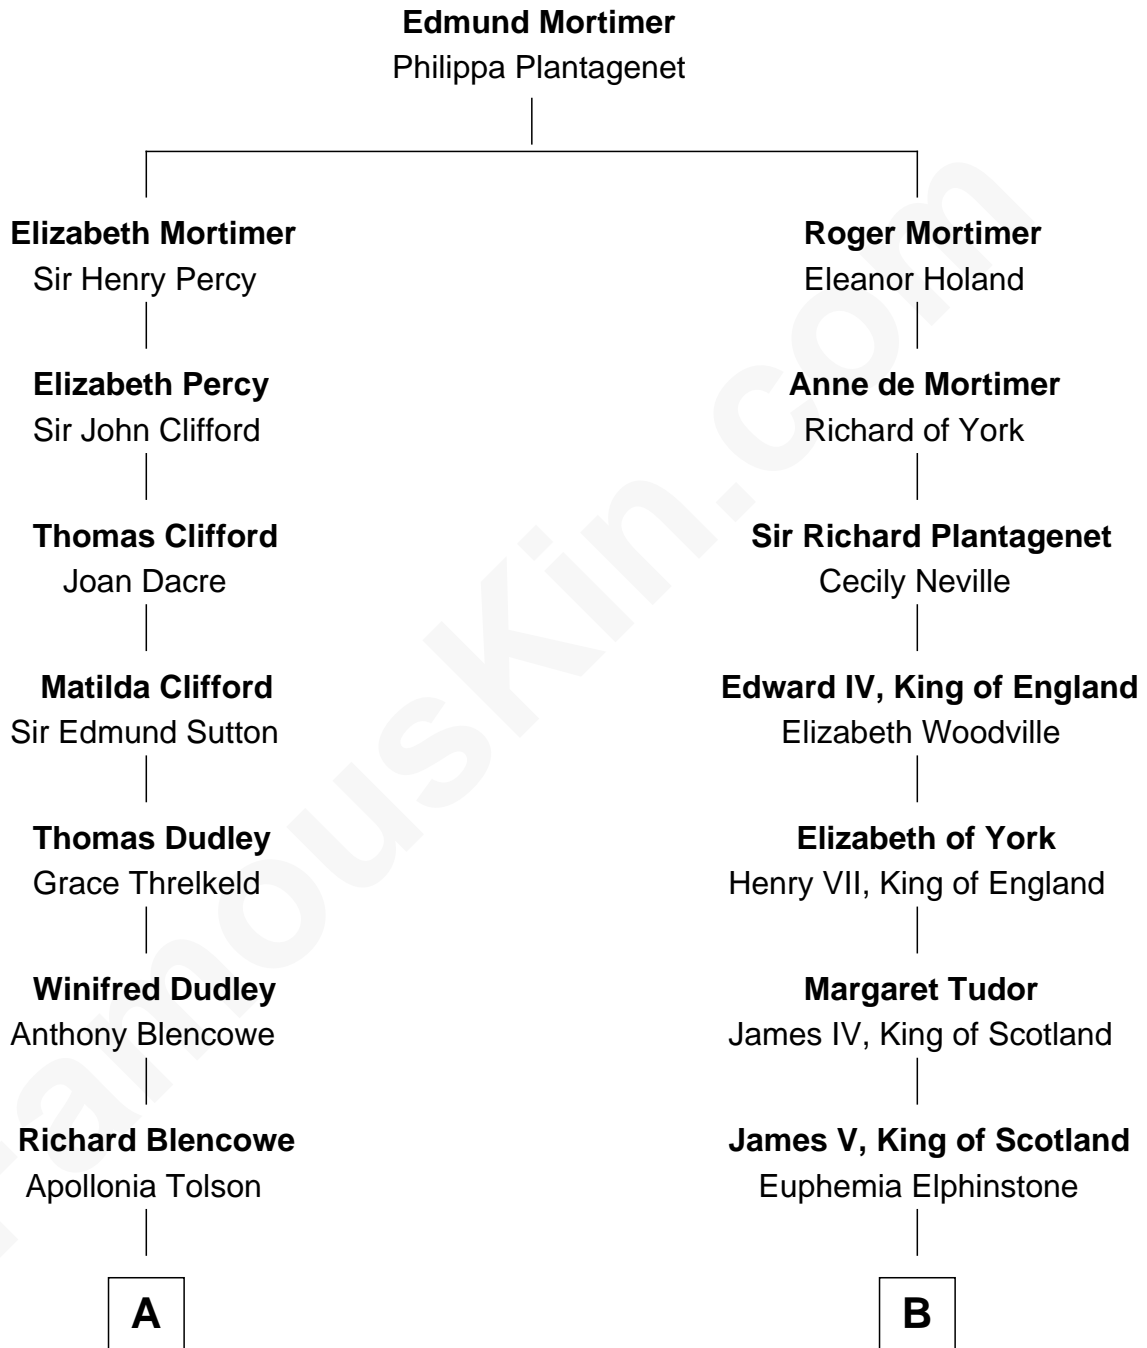 Edmund Mortimer
Philippa Plantagenet
Elizabeth Mortimer
Sir Henry Percy
Roger Mortimer
Eleanor Holand
Elizabeth Percy
Sir John Clifford
Anne de Mortimer
Richard of York
Thomas Clifford
Joan Dacre
Sir Richard Plantagenet
Cecily Neville
Matilda Clifford
Sir Edmund Sutton
Edward IV, King of England
Elizabeth Woodville
Thomas Dudley
Grace Threlkeld
Elizabeth of York
Henry VII, King of England
Winifred Dudley
Anthony Blencowe
Margaret Tudor
James IV, King of Scotland
Richard Blencowe
Apollonia Tolson
James V, King of Scotland
Euphemia Elphinstone
A
B
FamousKin.com